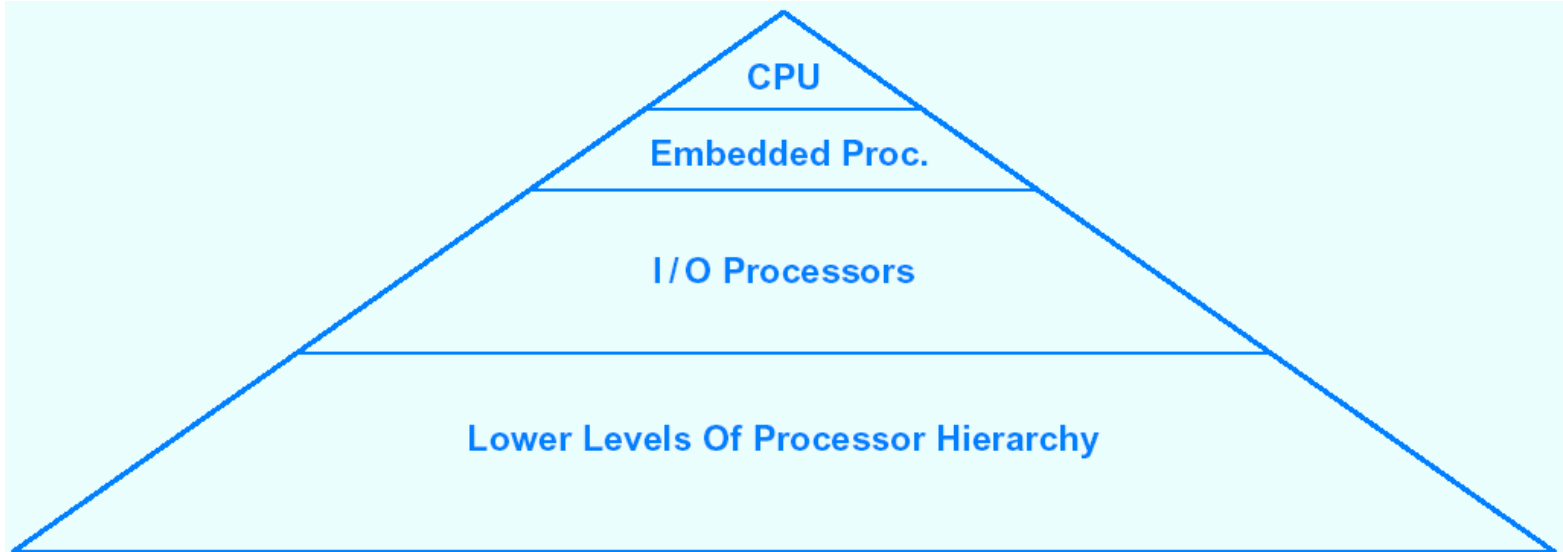 CPU
Embedded Proc.
I/O Processors
Lower Levels Of Processor Hierarchy